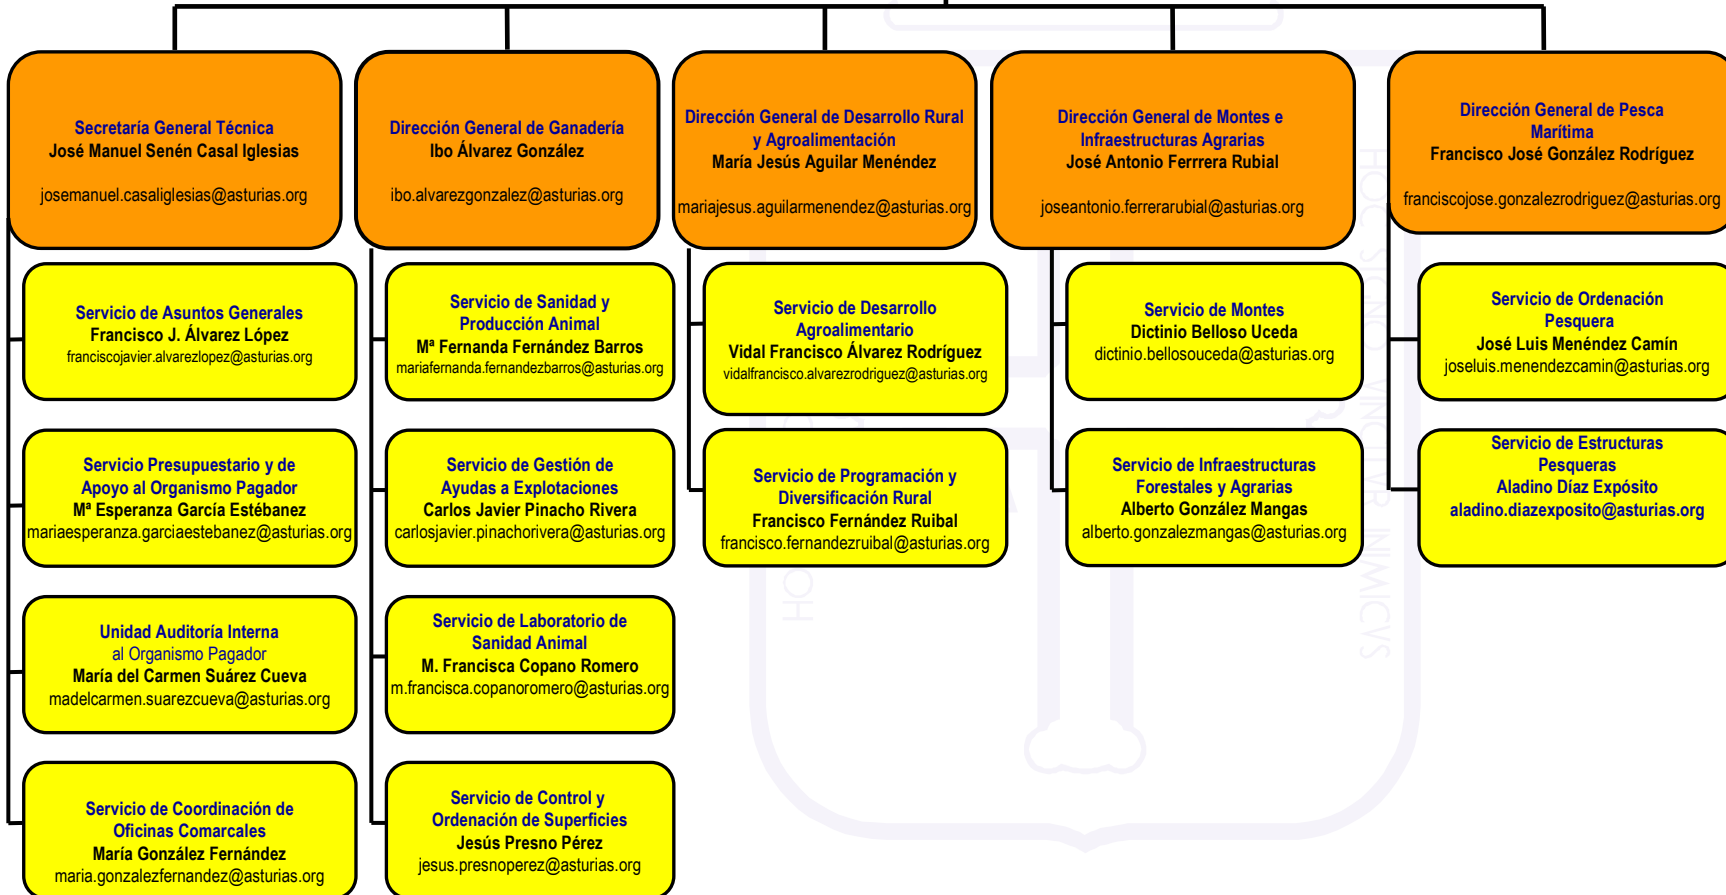 Secretaría General Técnica
José Manuel Senén Casal Iglesias
josemanuel.casaliglesias@asturias.org
Servicio de Asuntos Generales
Francisco J. Álvarez López
franciscojavier.alvarezlopez@asturias.org
Servicio Presupuestario y de
Apoyo al Organismo Pagador
Mª Esperanza García Estébanez
mariaesperanza.garciaestebanez@asturias.org
Unidad Auditoría Interna
al Organismo Pagador
María del Carmen Suárez Cueva
madelcarmen.suarezcueva@asturias.org
Servicio de Coordinación de
Oficinas Comarcales
María González Fernández
maria.gonzalezfernandez@asturias.org
Dirección General de Ganadería
Ibo Álvarez González
ibo.alvarezgonzalez@asturias.org
Servicio de Sanidad y
Producción Animal
Mª Fernanda Fernández Barros
mariafernanda.fernandezbarros@asturias.org
Servicio de Gestión de
Ayudas a Explotaciones
Carlos Javier Pinacho Rivera
carlosjavier.pinachorivera@asturias.org
Servicio de Laboratorio de
Sanidad Animal
M. Francisca Copano Romero
m.francisca.copanoromero@asturias.org
Servicio de Control y
Ordenación de Superficies
Jesús Presno Pérez
jesus.presnoperez@asturias.org
Dirección General de Desarrollo Rural
y Agroalimentación
María Jesús Aguilar Menéndez
mariajesus.aguilarmenendez@asturias.org
Servicio de Desarrollo
Agroalimentario
Vidal Francisco Álvarez Rodríguez
vidalfrancisco.alvarezrodriguez@asturias.org
Servicio de Programación y
Diversificación Rural
Francisco Fernández Ruibal
francisco.fernandezruibal@asturias.org
Dirección General de Montes e
Infraestructuras Agrarias
José Antonio Ferrrera Rubial
joseantonio.ferrerarubial@asturias.org
Servicio de Montes
Dictinio Belloso Uceda
dictinio.bellosouceda@asturias.org
Servicio de Infraestructuras
Forestales y Agrarias
Alberto González Mangas
alberto.gonzalezmangas@asturias.org
Dirección General de Pesca
Marítima
Francisco José González Rodríguez
franciscojose.gonzalezrodriguez@asturias.org
Servicio de Ordenación
Pesquera
José Luis Menéndez Camín
joseluis.menendezcamin@asturias.org
Servicio de Estructuras
Pesqueras
Aladino Díaz Expósito
aladino.diazexposito@asturias.org
HOC SIGNO VINCITVR INIMICVS
HO